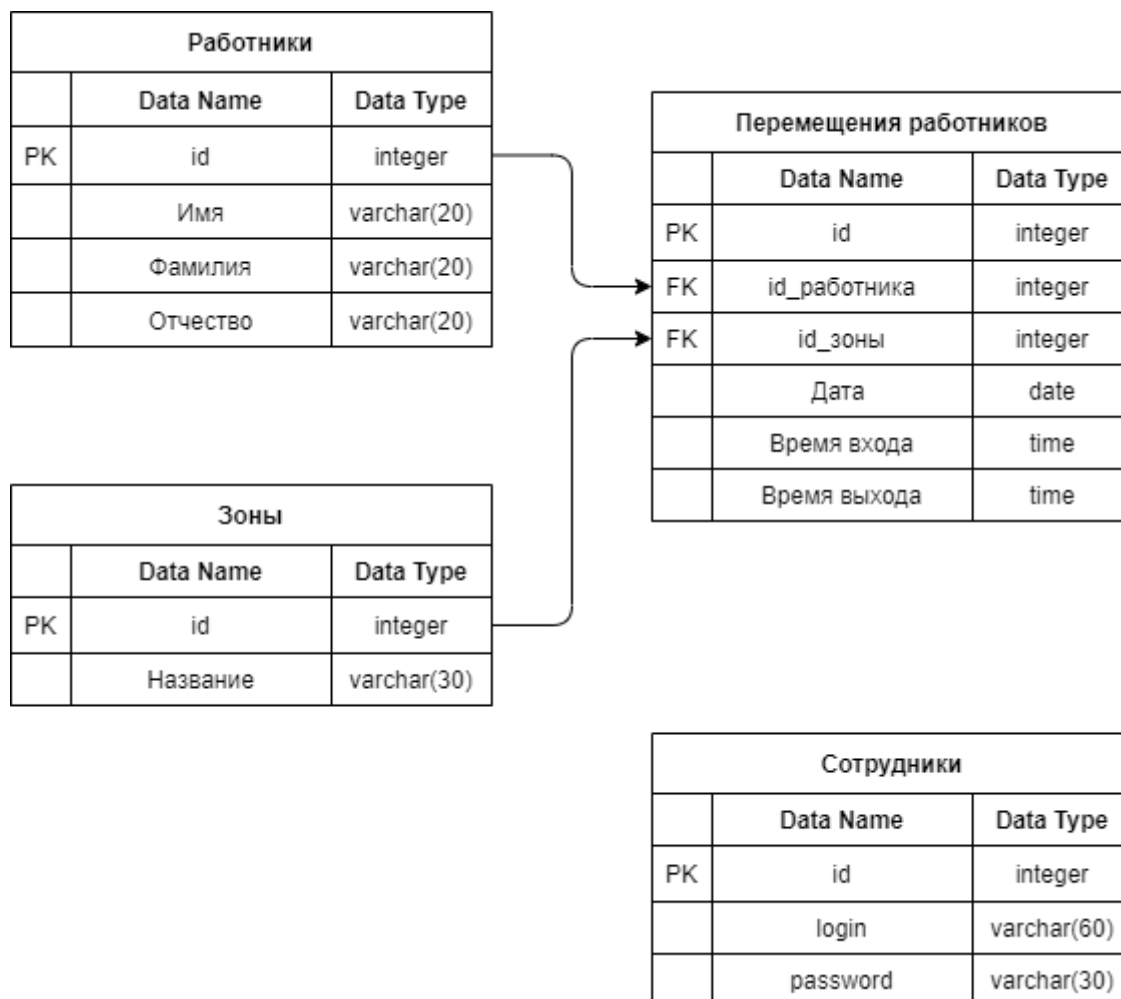 Работники
Data Name Data Type
PK id integer
Имя varchar(20)
Фамилия varchar(20)
Отчество varchar(20)
Перемещения работников
Data Name Data Type
PK id integer
FK id_работника integer
FK id_зоны integer
Дата date
Время входа time
Время выхода time
Зоны
Data Name Data Type
PK id integer
Название varchar(30)
Сотрудники
Data Name Data Type
PK id integer
login varchar(60)
password varchar(30)